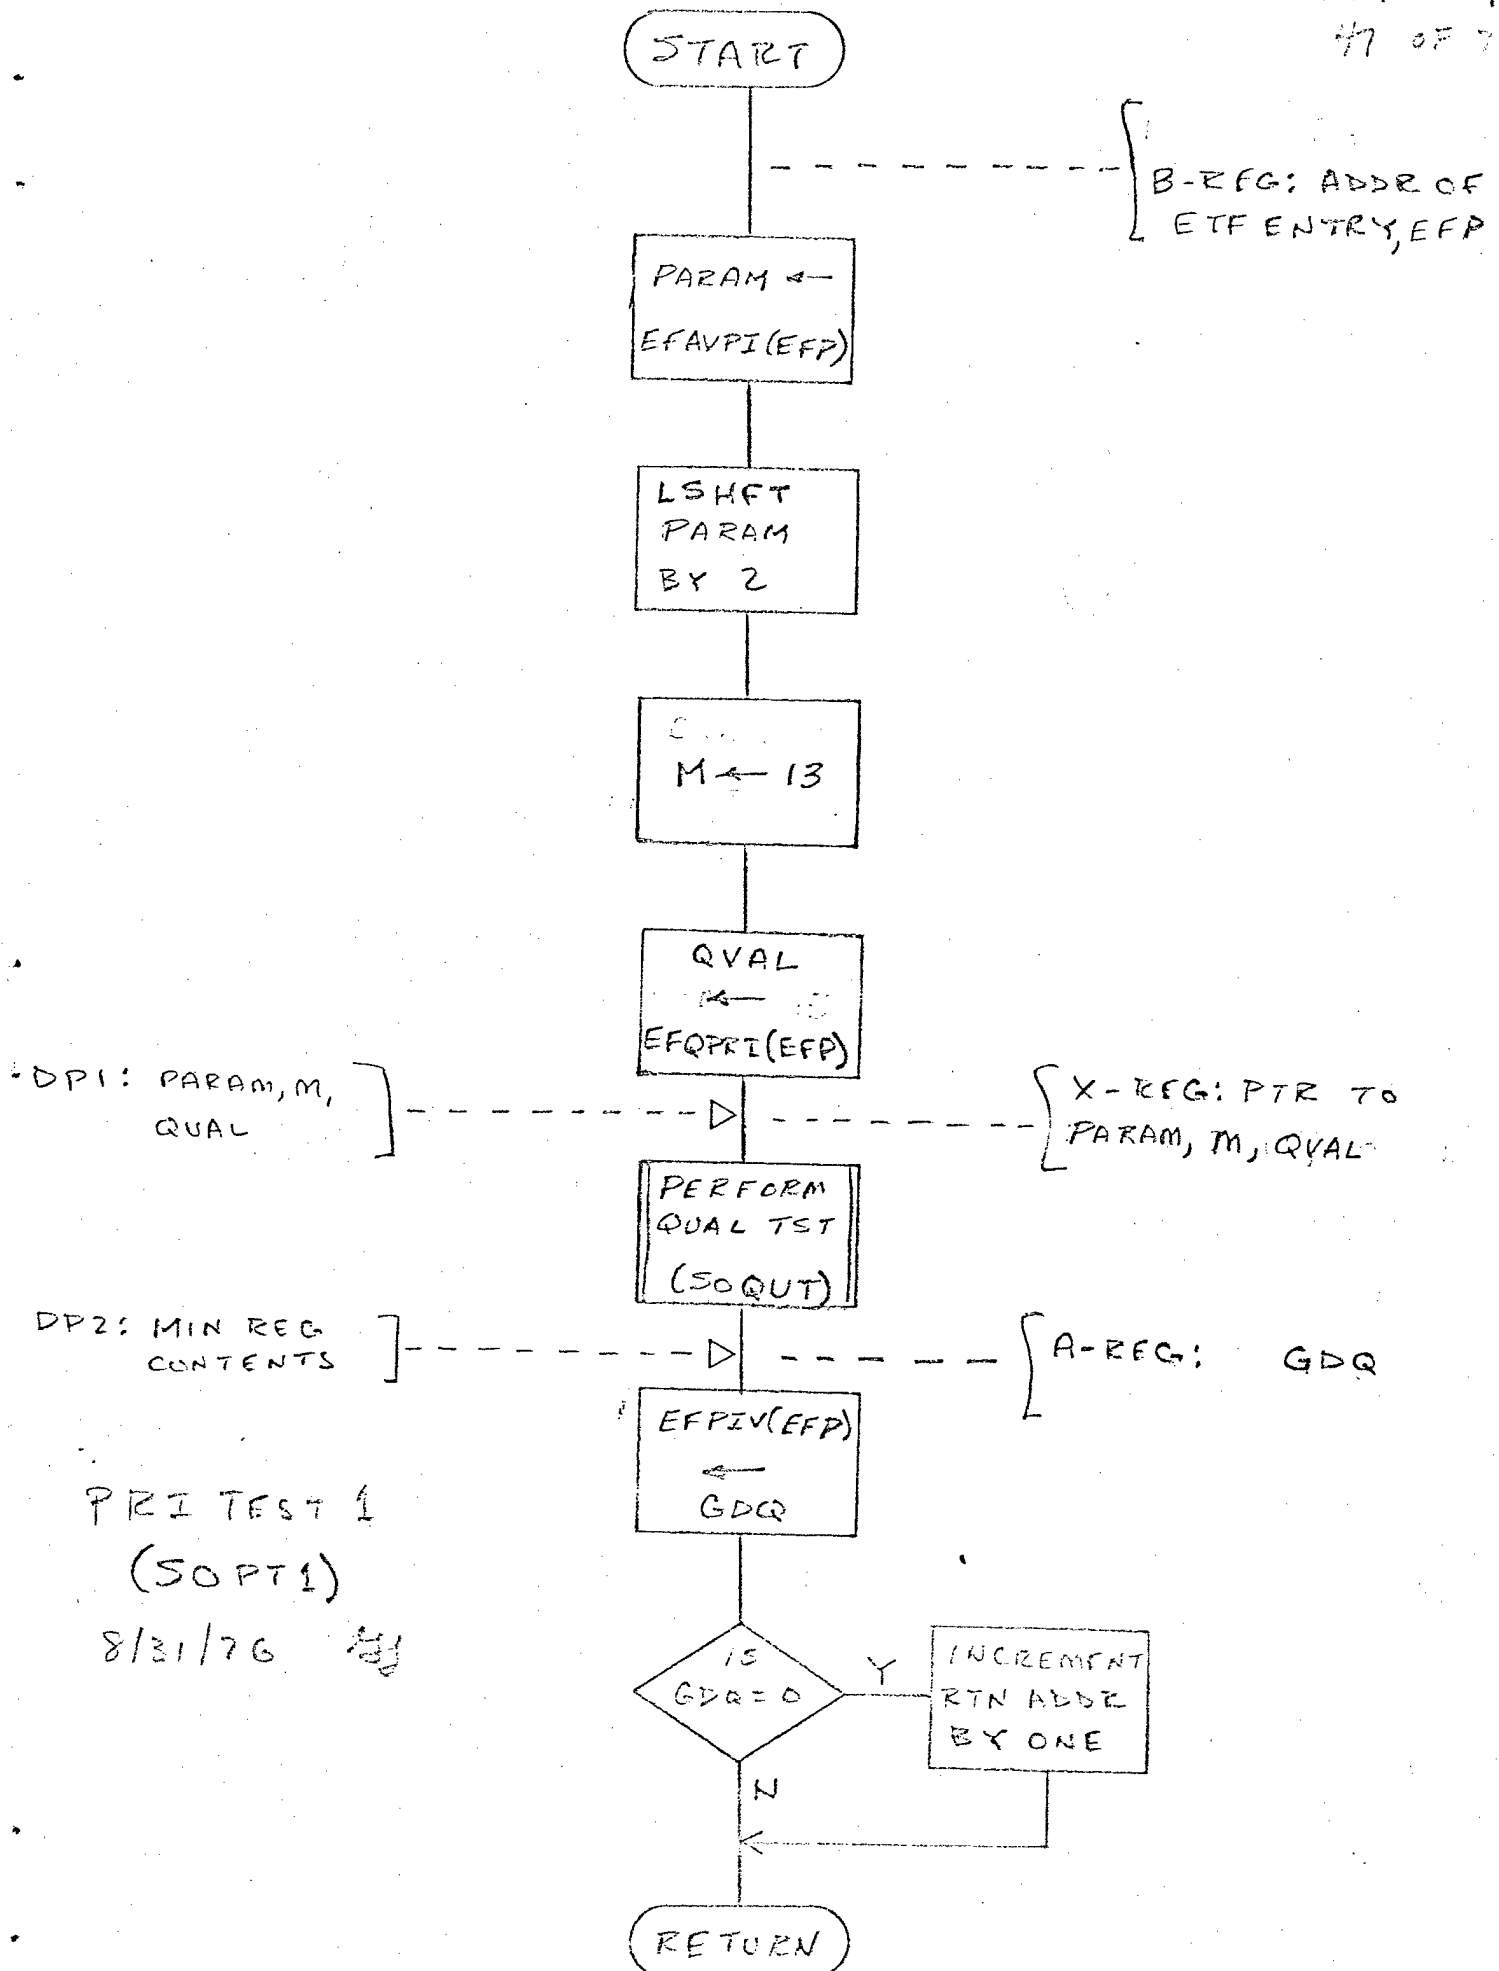 START
47 OF
B-REG: ADDR OF
ETF ENTRY, EFP
PARAM ←
EFAVPI(EFP)
LSHFT
PARAM
BY 2
M ← 13
QVAL
←
EFQPRI(EFP)
DP1: PARAM, M,
QUAL
X-REG: PTR TO
PARAM, M, QVAL
PERFORM
QUAL TST
(SOQUT)
DP2: MIN REG
CONTENTS
A-REG: GDQ
EFPIV(EFP)
←
GDQ
PRI TEST 1
(SOPT1)
8/31/76
IS
GDQ = 0
Y
INCREMENT
RTN ADDR
BY ONE
N
RETURN